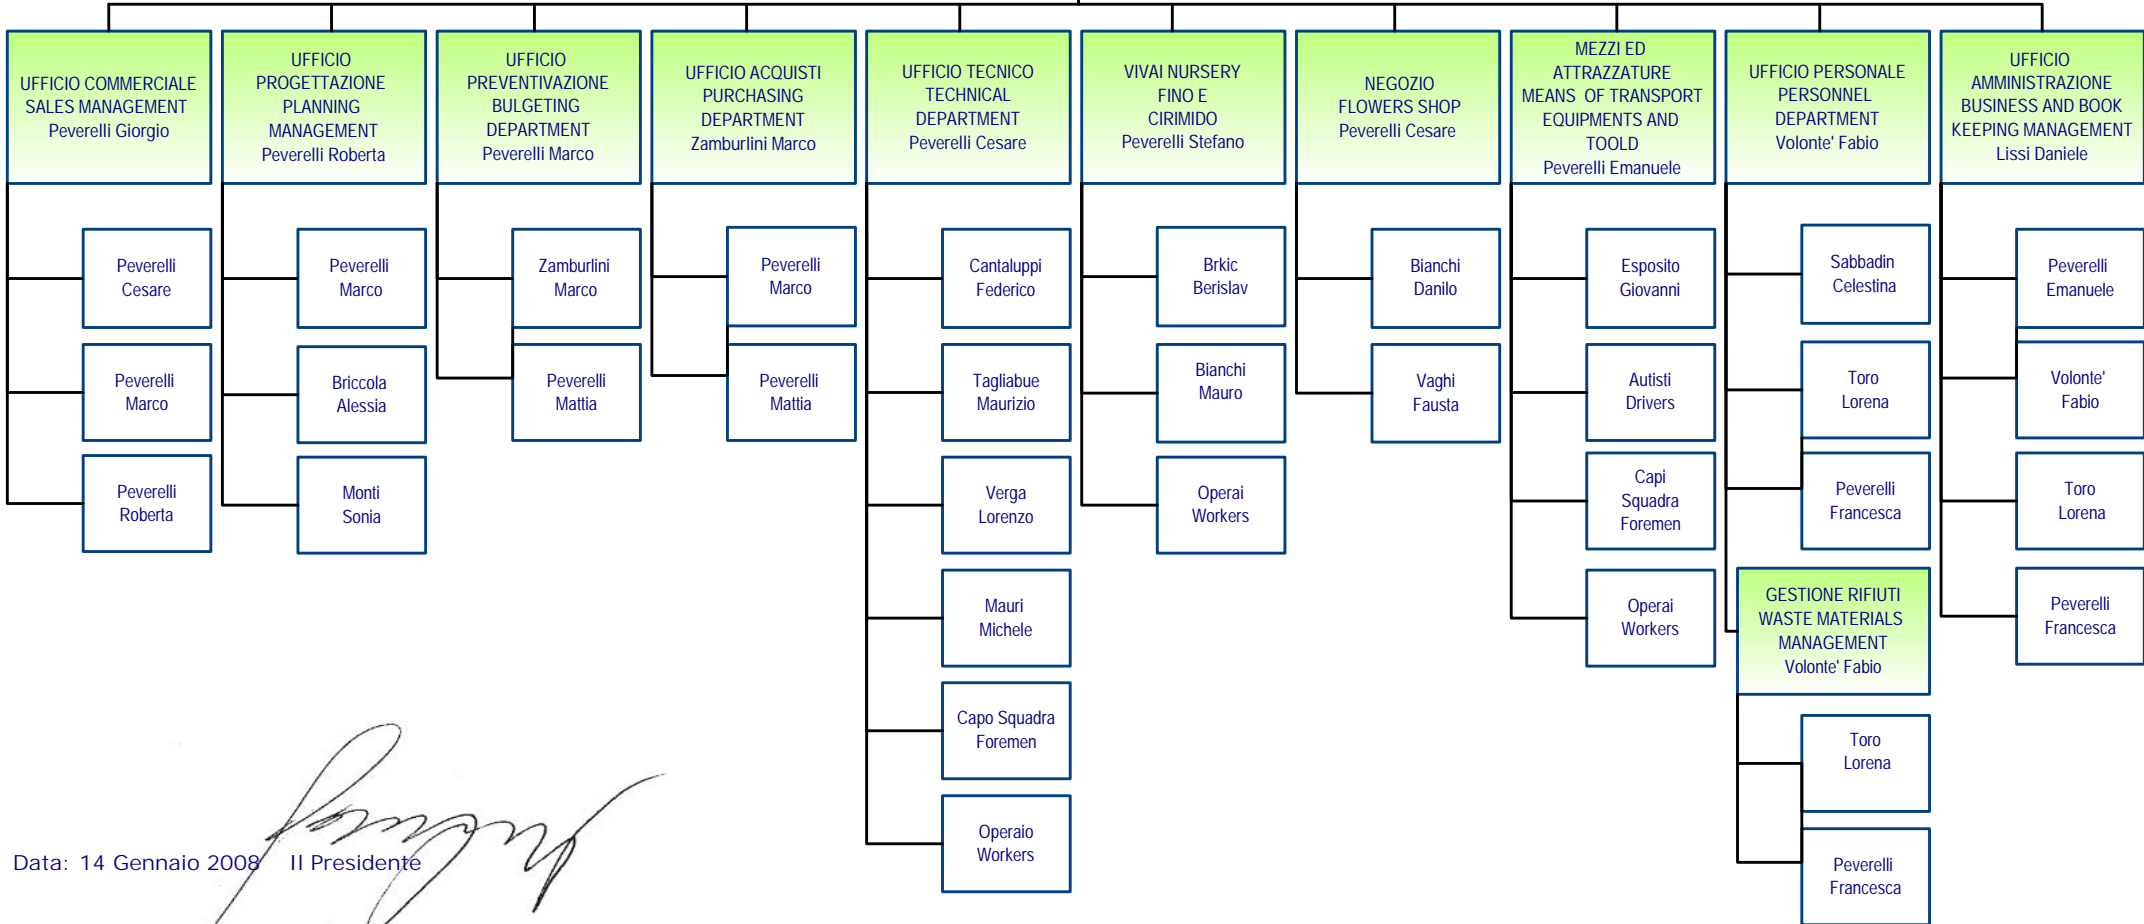 UFFICIO COMMERCIALE
SALES MANAGEMENT
Peverelli Giorgio
UFFICIO
PROGETTAZIONE
PLANNING
MANAGEMENT
Peverelli Roberta
UFFICIO
PREVENTIVAZIONE
BULGETING
DEPARTMENT
Peverelli Marco
UFFICIO ACQUISTI
PURCHASING
DEPARTMENT
Zamburlini Marco
UFFICIO TECNICO
TECHNICAL
DEPARTMENT
Peverelli Cesare
VIVAI NURSERY
FINO E
CIRIMIDO
Peverelli Stefano
NEGOZIO
FLOWERS SHOP
Peverelli Cesare
MEZZI ED
ATTRAZZATURE
MEANS OF TRANSPORT
EQUIPMENTS AND
TOOLD
Peverelli Emanuele
UFFICIO PERSONALE
PERSONNEL
DEPARTMENT
Volonte' Fabio
UFFICIO
AMMINISTRAZIONE
BUSINESS AND BOOK
KEEPING MANAGEMENT
Lissi Daniele
Peverelli
Cesare
Peverelli
Marco
Peverelli
Roberta
Peverelli
Marco
Briccola
Alessia
Monti
Sonia
Zamburlini
Marco
Peverelli
Mattia
Peverelli
Marco
Peverelli
Mattia
Cantaluppi
Federico
Tagliabue
Maurizio
Verga
Lorenzo
Mauri
Michele
Capo Squadra
Foremen
Operaio
Workers
Brkic
Berislav
Bianchi
Mauro
Operai
Workers
Bianchi
Danilo
Vaghi
Fausta
Esposito
Giovanni
Autisti
Drivers
Capi
Squadra
Foremen
Operai
Workers
Sabbadin
Celestina
Toro
Lorena
Peverelli
Francesca
GESTIONE RIFIUTI
WASTE MATERIALS
MANAGEMENT
Volonte' Fabio
Toro
Lorena
Peverelli
Francesca
Peverelli
Emanuele
Volonte'
Fabio
Toro
Lorena
Peverelli
Francesca
Data: 14 Gennaio 2008 Il Presidente